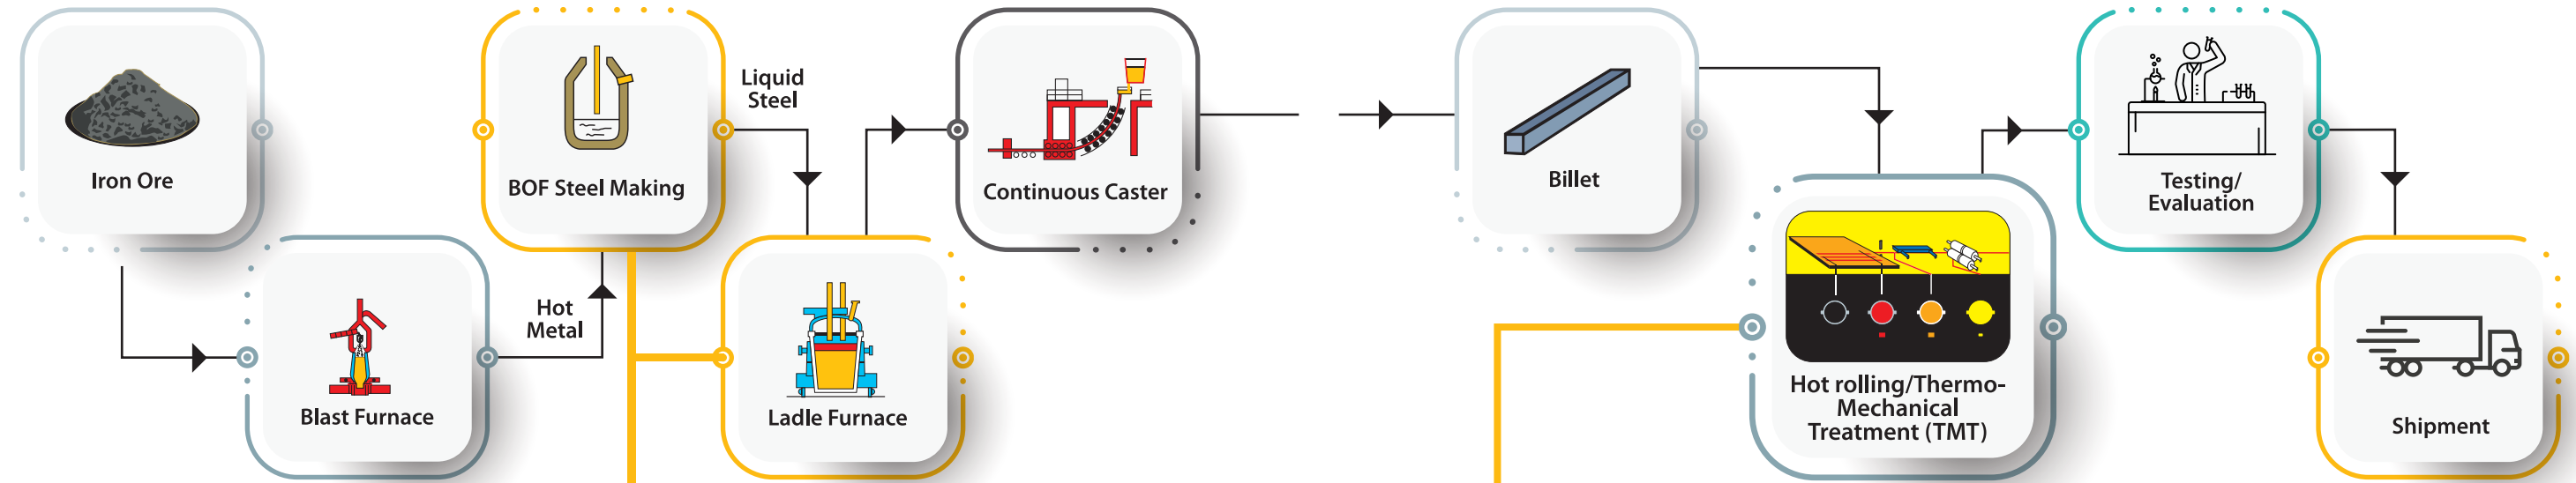 Iron Ore
Blast Furnace
Hot
Metal
BOF Steel Making
Liquid
Steel
Ladle Furnace
Continuous Caster
Billet
Hot rolling/Thermo-
Mechanical
Treatment (TMT)
Testing/
Evaluation
Shipment